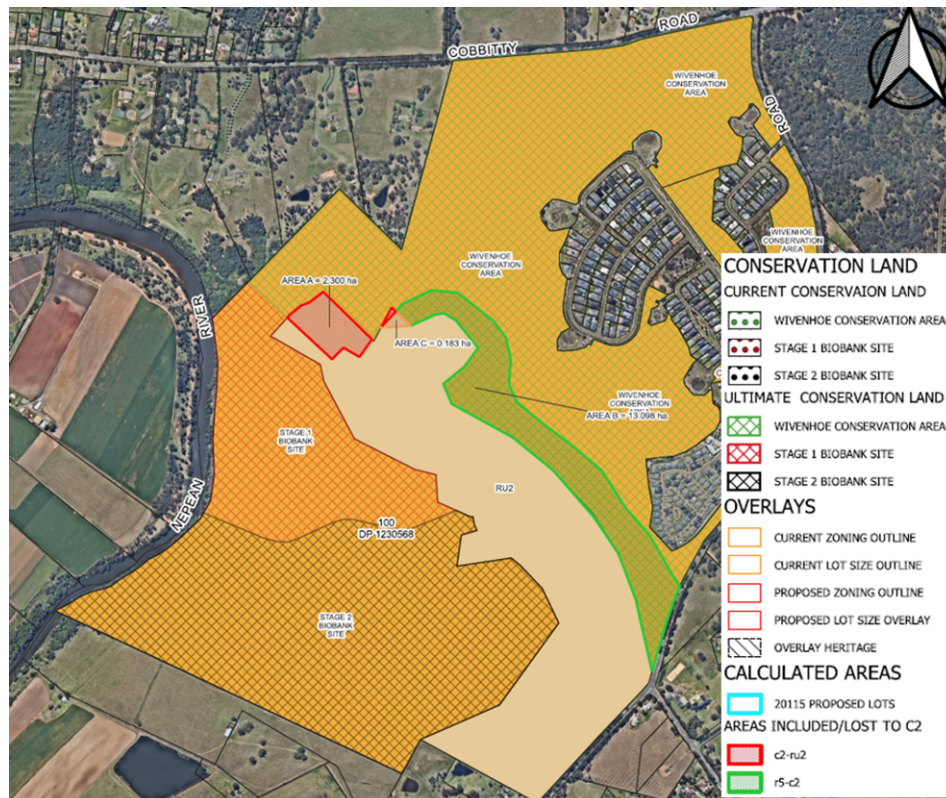 COBBITTY
ROAD
WIVENHOE
CONSERVATION
AREA
ROAD
WIVENHOE
CONSERVATION
AREA
WIVENHOE
CONSERVATION
AREA
AREA A = 2.300 ha
RIVER
AREA C = 0.183 ha
WIVENHOE
CONSERVATION
AREA
AREA B = 13.098 ha
STAGE 1
BIOBANK
SITE
RU2
NEPEAN
100
DP 1230568
STAGE 2
BIOBANK
SITE
CONSERVATION LAND
CURRENT CONSERVAION LAND
WIVENHOE CONSERVATION AREA
STAGE 1 BIOBANK SITE
STAGE 2 BIOBANK SITE
ULTIMATE CONSERVATION LAND
WIVENHOE CONSERVATION AREA
STAGE 1 BIOBANK SITE
STAGE 2 BIOBANK SITE
OVERLAYS
CURRENT ZONING OUTLINE
CURRENT LOT SIZE OUTLINE
PROPOSED ZONING OUTLINE
PROPOSED LOT SIZE OVERLAY
OVERLAY HERITAGE
CALCULATED AREAS
20115 PROPOSED LOTS
AREAS INCLUDED/LOST TO C2
c2-ru2
r5-c2